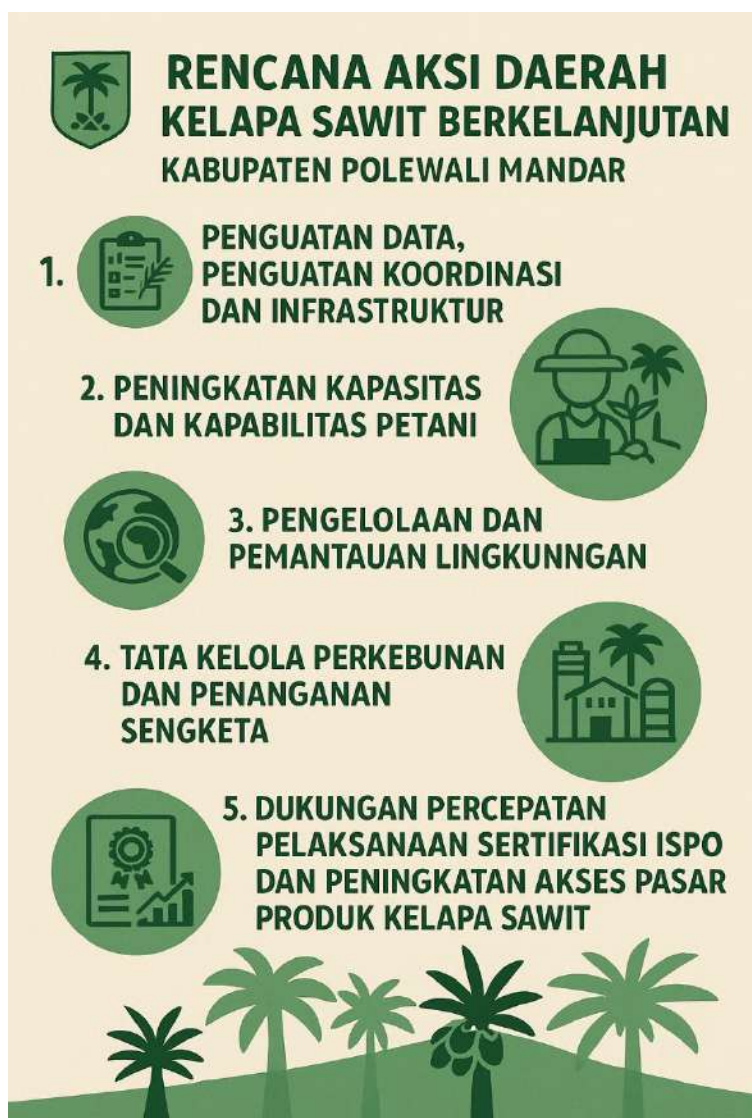 RENCANA AKSI DAERAH
KELAPA SAWIT BERKELANJUTAN
KABUPATEN POLEWALI MANDAR
1. PENGUATAN DATA,
PENGUATAN KOORDINASI
DAN INFRASTRUKTUR
2. PENINGKATAN KAPASITAS
DAN KAPABILITAS PETANI
3. PENGELOLAAN DAN
PEMANTAUAN LINGKUNNGAN
4. TATA KELOLA PERKEBUNAN
DAN PENANGANAN
SENGKETA
5. DUKUNGAN PERCEPATAN
PELAKSANAAN SERTIFIKASI ISPO
DAN PENINGKATAN AKSES PASAR
PRODUK KELAPA SAWIT